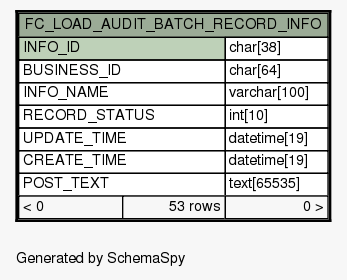 FC_LOAD_AUDIT_BATCH_RECORD_INFO
INFO_ID char[38]
BUSINESS_ID char[64]
INFO_NAME varchar[100]
RECORD_STATUS int[10]
UPDATE_TIME datetime[19]
CREATE_TIME datetime[19]
POST_TEXT text[65535]
< 0 53 rows 0 >
Generated by SchemaSpy